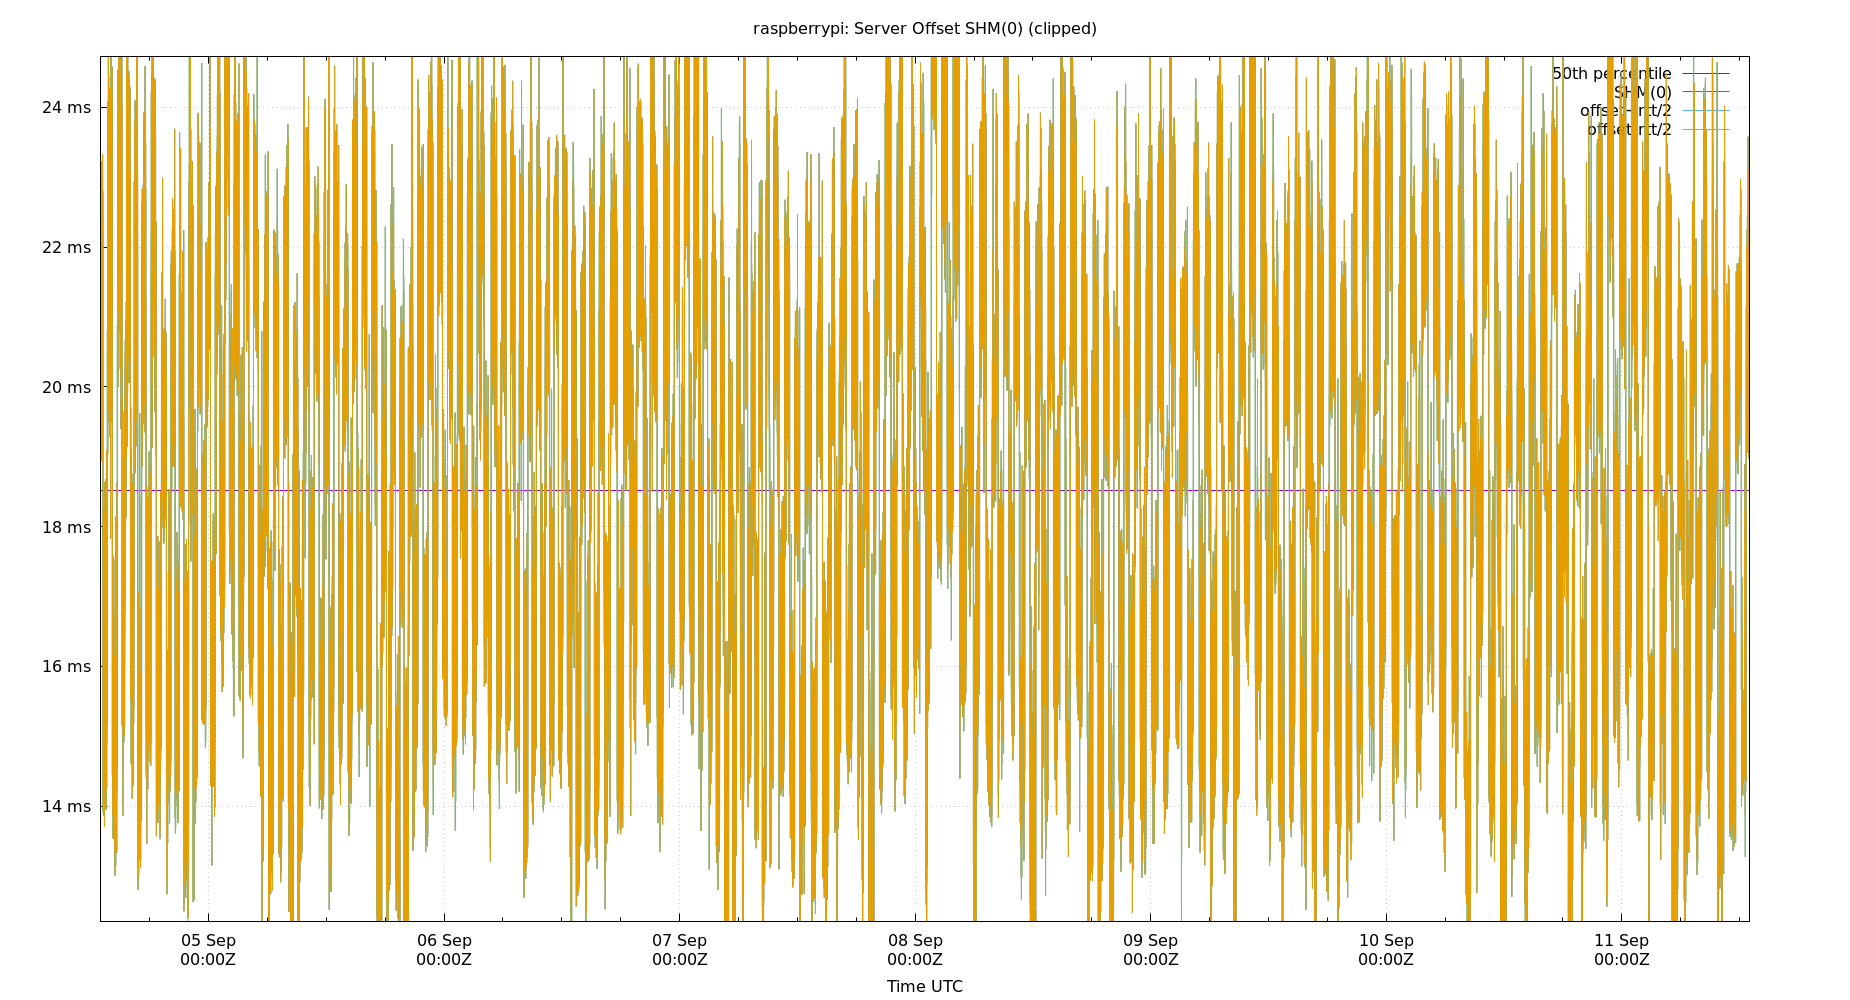 raspberrypi: Server Offset SHM(0) (clipped)
50th percentile
SHM(0)
offset+rtt/2
offset-rtt/2
24 ms
22 ms
20 ms
18 ms
16 ms
14 ms
05 Sep 06 Sep 07 Sep 08 Sep 09 Sep 10 Sep 11 Sep
00:00Z 00:00Z 00:00Z 00:00Z 00:00Z 00:00Z 00:00Z
Time UTC